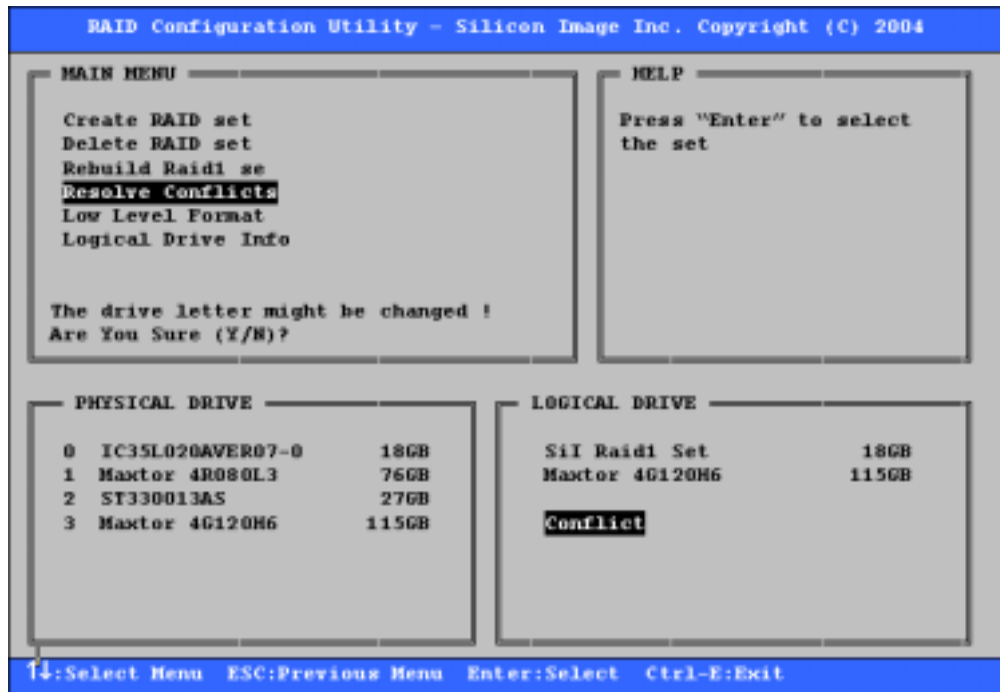 RAID Configuration Utility – Silicon Image Inc. Copyright (C) 2004
MAIN MENU
Create RAID set
Delete RAID set
Rebuild Raid1 se
Resolve Conflicts
Low Level Format
Logical Drive Info
The drive letter might be changed !
Are You Sure (Y/N)?
HELP
Press "Enter" to select
the set
PHYSICAL DRIVE
0 IC35L020AVER07-0 18GB
1 Maxtor 4R080L3 76GB
2 ST330013AS 27GB
3 Maxtor 4G120H6 115GB
LOGICAL DRIVE
SiI Raid1 Set 18GB
Maxtor 4G120H6 115GB
Conflict
↑↓:Select Menu ESC:Previous Menu Enter:Select Ctrl-E:Exit